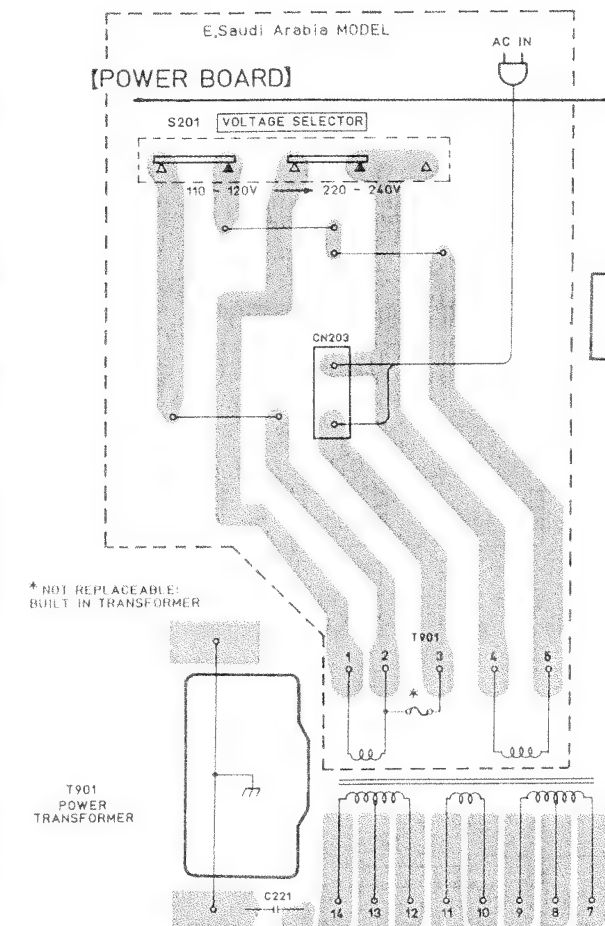 E,Saudi Arabia MODEL
AC IN
【POWER BOARD】
S201 VOLTAGE SELECTOR
110 - 120V 220 - 240V
CN203
* NOT REPLACEABLE:
BUILT IN TRANSFORMER
T901
1 2 3 4 5
*
T901
POWER
TRANSFORMER
C221
14 13 12 11 10 9 8 7